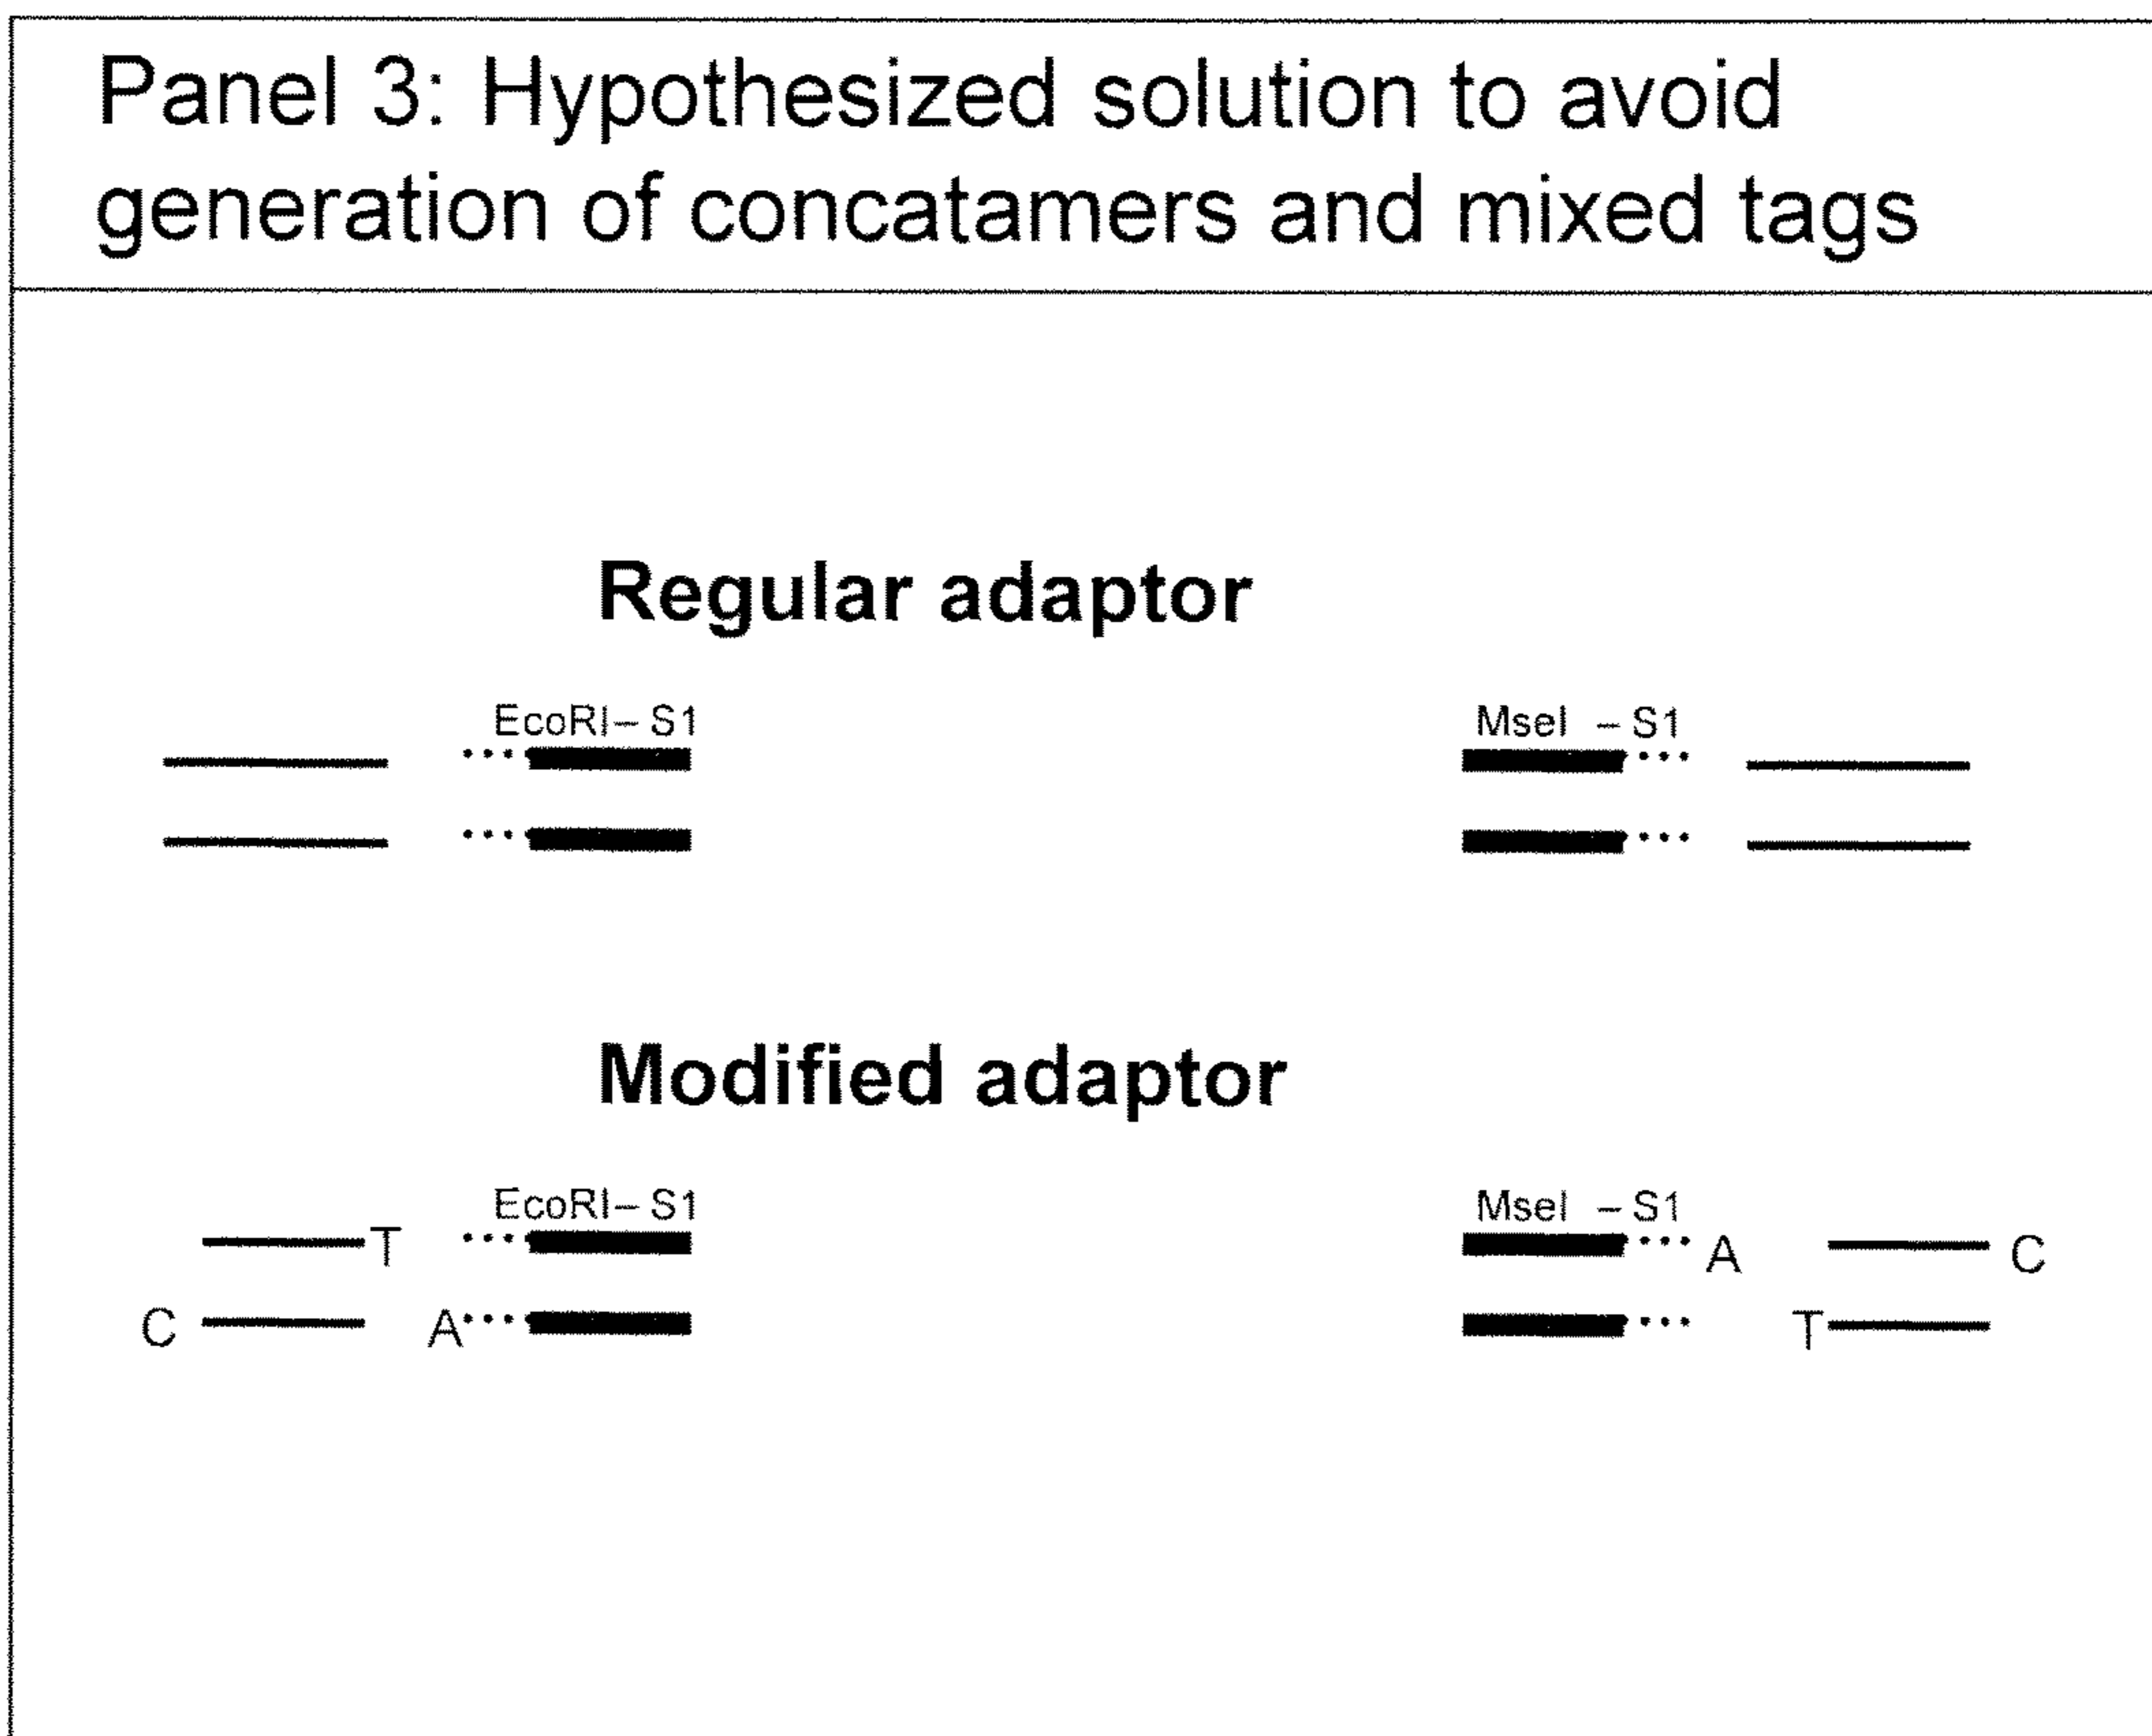 Panel 3: Hypothesized solution to avoid
generation of concatamers and mixed tags
Regular adaptor
EcoRI– S1 MseI – S1
Modified adaptor
EcoRI– S1 MseI – S1
T A C
C A T